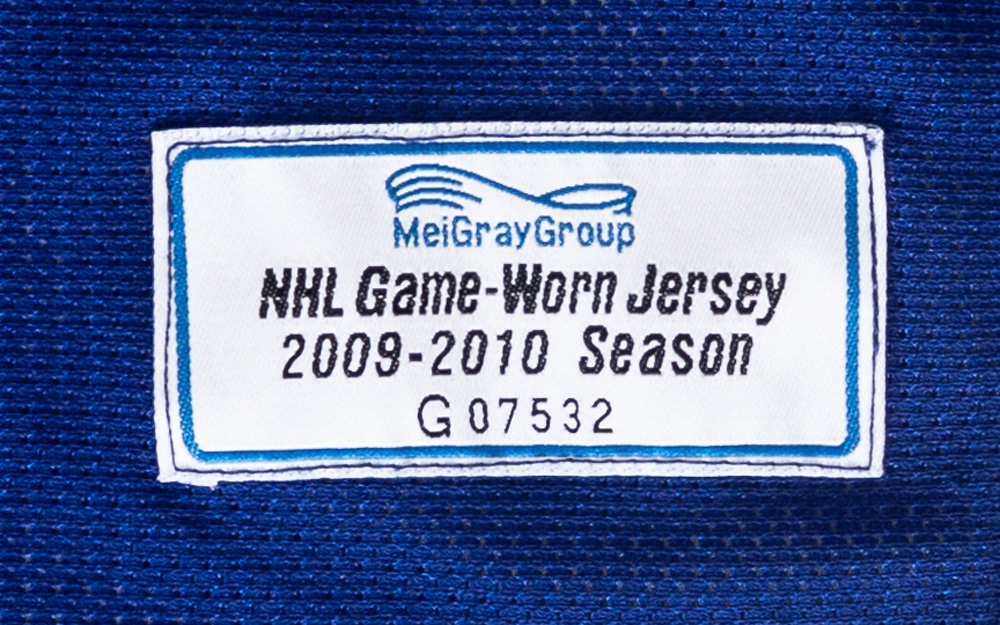 MeiGrayGroup
NHL Game-Worn Jersey
2009-2010 Season
G 07532